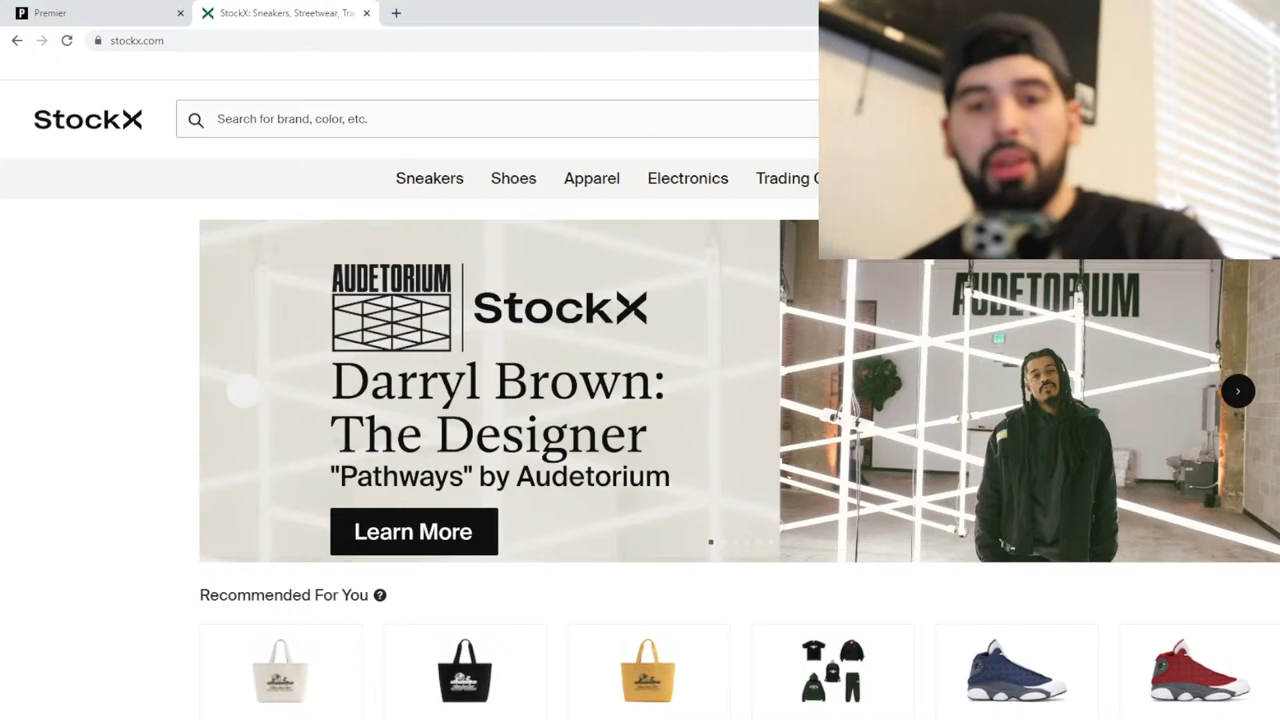 Premier
StockX: Sneakers, Streetwear, Tra
stockx.com
StockX
Search for brand, color, etc.
Sneakers Shoes Apparel Electronics Trading C
AUDETORIUM
StockX
AUDETORIUM
Darryl Brown:
The Designer
"Pathways" by Audetorium
Learn More
Recommended For You